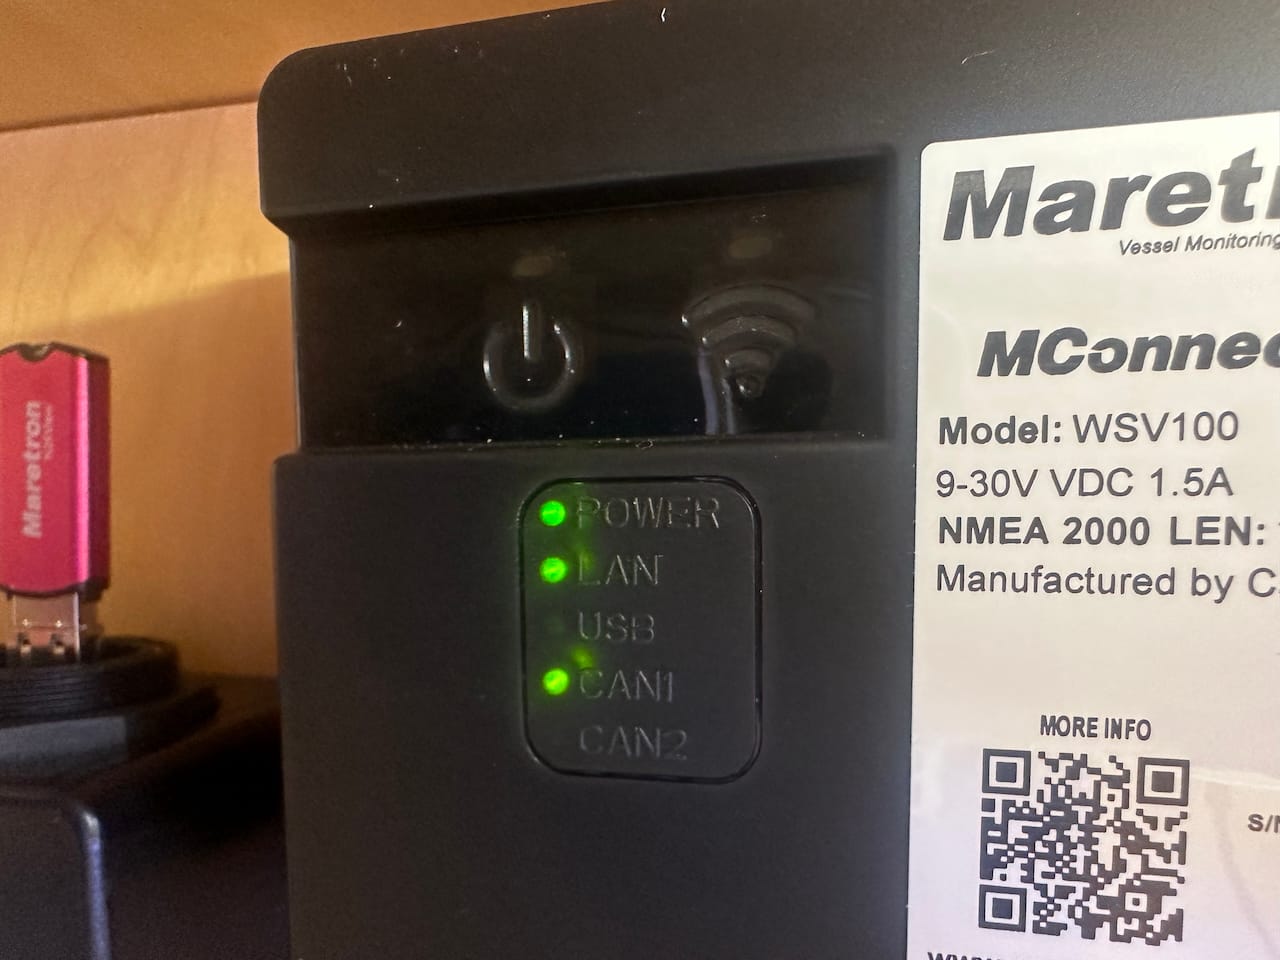 Maretron
POWER
LAN
USB
CAN1
CAN2
Maretr
Vessel Monitoring
MConnec
Model: WSV100
9-30V VDC 1.5A
NMEA 2000 LEN:
Manufactured by C
MORE INFO
S/N